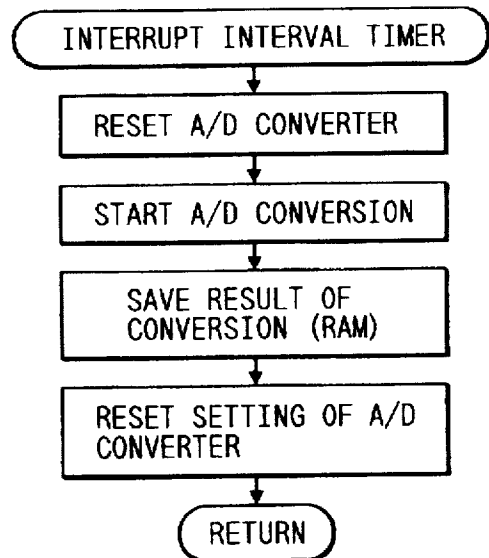 INTERRUPT INTERVAL TIMER
RESET A/D CONVERTER
START A/D CONVERSION
SAVE RESULT OF
CONVERSION (RAM)
RESET SETTING OF A/D
CONVERTER
RETURN